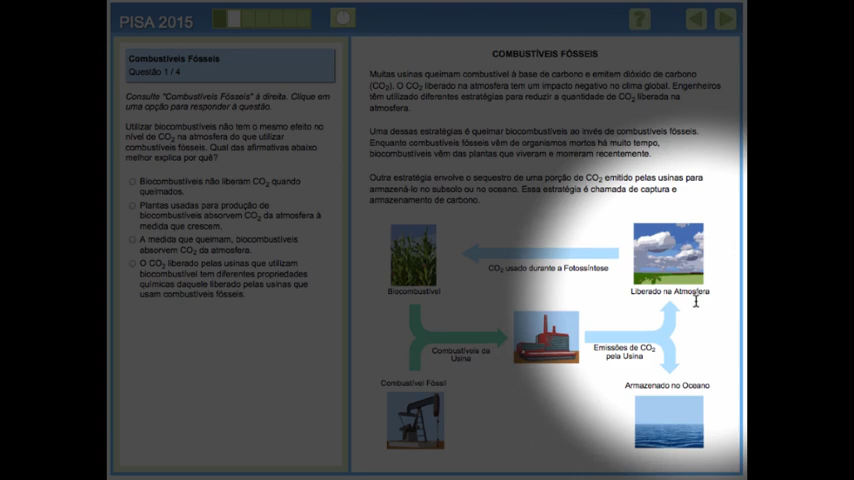 PISA 2015
?
Combustíveis Fósseis
Questão 1 / 4
Consulte "Combustíveis Fósseis" à direita. Clique em
uma opção para responder à questão.
Utilizar biocombustíveis não tem o mesmo efeito no
nível de CO2 na atmosfera do que utilizar
combustíveis fósseis. Qual das afirmativas abaixo
melhor explica por quê?
Biocombustíveis não liberam CO2 quando
queimados.
Plantas usadas para produção de
biocombustíveis absorvem CO2 da atmosfera à
medida que crescem.
A medida que queimam, biocombustíveis
absorvem CO2 da atmosfera.
O CO2 liberado pelas usinas que utilizam
biocombustível tem diferentes propriedades
químicas daquele liberado pelas usinas que
usam combustíveis fósseis.
COMBUSTÍVEIS FÓSSEIS
Muitas usinas queimam combustível à base de carbono e emitem dióxido de carbono
(CO2). O CO2 liberado na atmosfera tem um impacto negativo no clima global. Engenheiros
têm utilizado diferentes estratégias para reduzir a quantidade de CO2 liberada na
atmosfera.
Uma dessas estratégias é queimar biocombustíveis ao invés de combustíveis fósseis.
Enquanto combustíveis fósseis vêm de organismos mortos há muito tempo,
biocombustíveis vêm das plantas que viveram e morreram recentemente.
Outra estratégia envolve o sequestro de uma porção de CO2 emitido pelas usinas para
armazená-lo no subsolo ou no oceano. Essa estratégia é chamada de captura e
armazenamento de carbono.
CO2 usado durante a Fotossíntese
Biocombustível
Liberado na Atmosfera
Combustíveis da
Usina
Emissões de CO2
pela Usina
Combustível Fóssil
Armazenado no Oceano